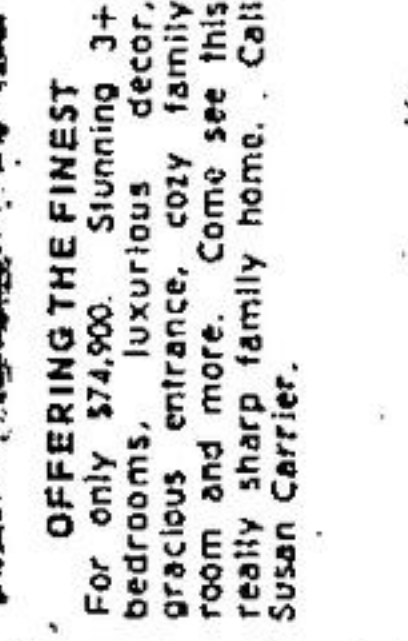 OFFERING THE FINEST
For only $74,900. Stunning 3+
bedrooms, luxurious decor,
gracious entrance, cozy family
room and more. Come see this
really sharp family home. . Call
Susan Carrier.